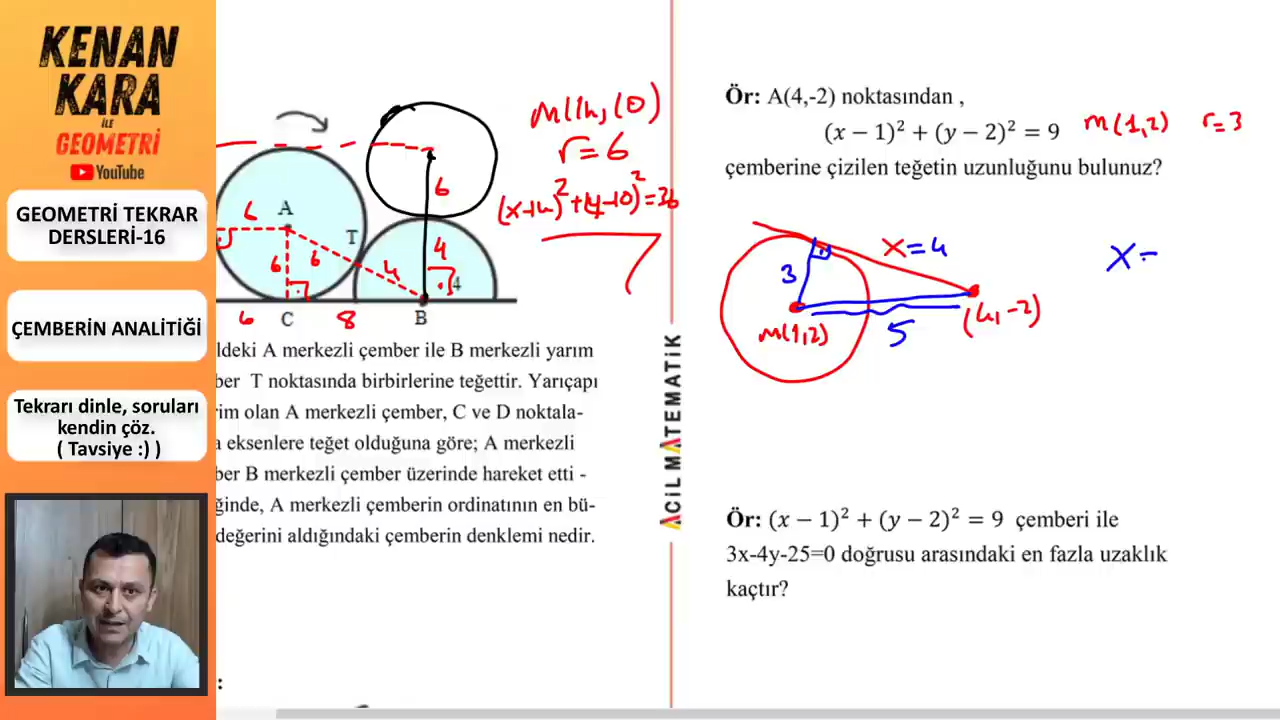 KENAN
KARA
İLE
GEOMETRİ
YouTube
GEOMETRİ TEKRAR
DERSLERİ-16
ÇEMBERİN ANALİTİĞİ
Tekrarı dinle, soruları
kendin çöz.
( Tavsiye :) )
A
T
C
B
4
6
6
6
4
6
4
6
8
M(14,10)
r=6
(x-14)²+(y-10)²=36
ldeki A merkezli çember ile B merkezli yarım
ber T noktasında birbirlerine teğettir. Yarıçapı
rim olan A merkezli çember, C ve D noktala-
a eksenlere teğet olduğuna göre; A merkezli
ber B merkezli çember üzerinde hareket etti -
ğinde, A merkezli çemberin ordinatının en bü-
değerini aldığındaki çemberin denklemi nedir.
:
ACİL MATEMATİK
Ör: A(4,-2) noktasından ,
(x − 1)² + (y − 2)² = 9 M(1,2) r=3
çemberine çizilen teğetin uzunluğunu bulunuz?
x=4
3
M(1,2)
5
(4,-2)
x=
Ör: (x − 1)² + (y − 2)² = 9 çemberi ile
3x-4y-25=0 doğrusu arasındaki en fazla uzaklık
kaçtır?